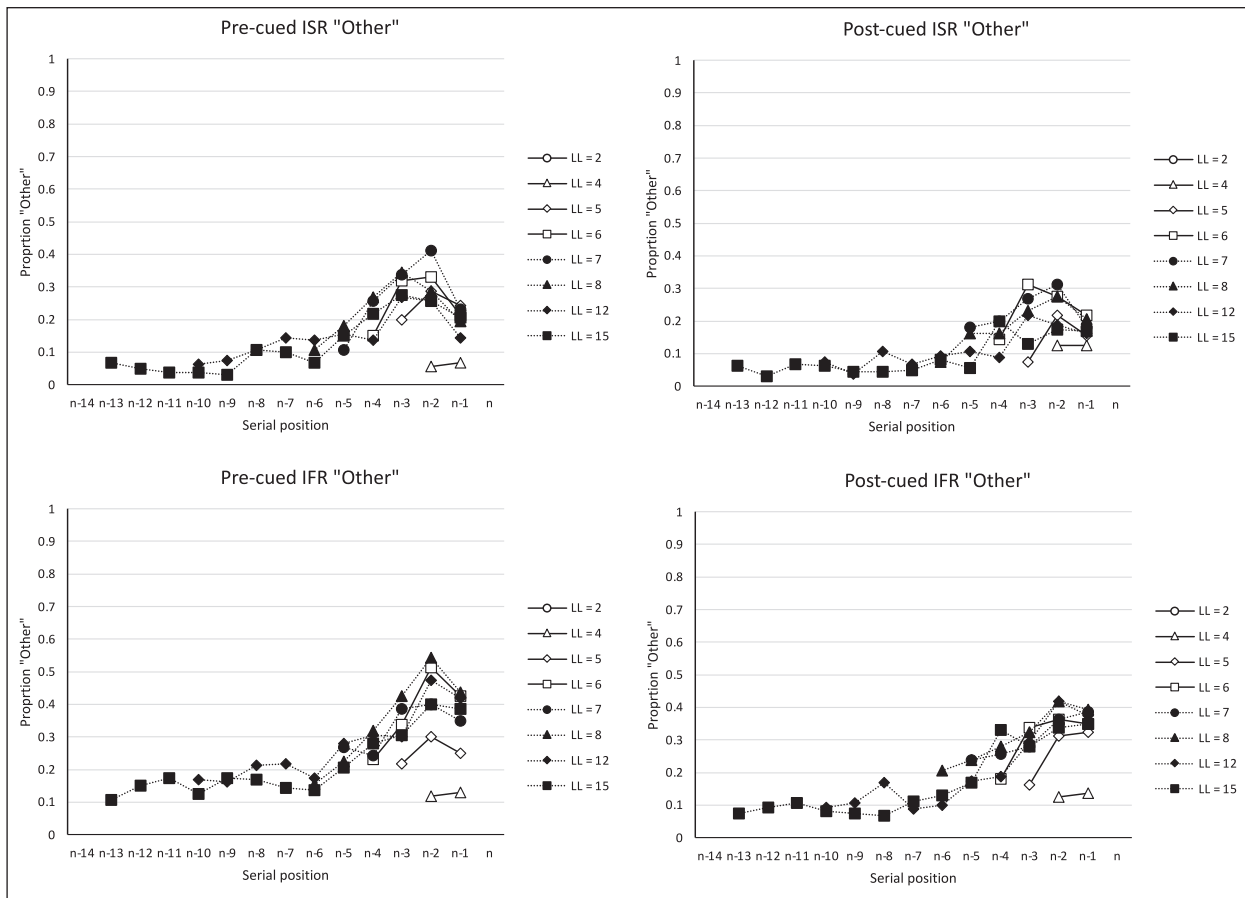 Pre-cued ISR "Other"
Proprtion "Other"
1
0.9
0.8
0.7
0.6
0.5
0.4
0.3
0.2
0.1
0
n-14 n-13 n-12 n-11 n-10 n-9 n-8 n-7 n-6 n-5 n-4 n-3 n-2 n-1 n
Serial position
LL = 2
LL = 4
LL = 5
LL = 6
LL = 7
LL = 8
LL = 12
LL = 15
Post-cued ISR "Other"
Proportion "Other"
1
0.9
0.8
0.7
0.6
0.5
0.4
0.3
0.2
0.1
0
n-14 n-13 n-12 n-11 n-10 n-9 n-8 n-7 n-6 n-5 n-4 n-3 n-2 n-1 n
Serial position
LL = 2
LL = 4
LL = 5
LL = 6
LL = 7
LL = 8
LL = 12
LL = 15
Pre-cued IFR "Other"
Proportion "Other"
1
0.9
0.8
0.7
0.6
0.5
0.4
0.3
0.2
0.1
0
n-14 n-13 n-12 n-11 n-10 n-9 n-8 n-7 n-6 n-5 n-4 n-3 n-2 n-1 n
Serial position
LL = 2
LL = 4
LL = 5
LL = 6
LL = 7
LL = 8
LL = 12
LL = 15
Post-cued IFR "Other"
Proportion "Other"
1
0.9
0.8
0.7
0.6
0.5
0.4
0.3
0.2
0.1
0
n-14 n-13 n-12 n-11 n-10 n-9 n-8 n-7 n-6 n-5 n-4 n-3 n-2 n-1 n
Serial position
LL = 2
LL = 4
LL = 5
LL = 6
LL = 7
LL = 8
LL = 12
LL = 15